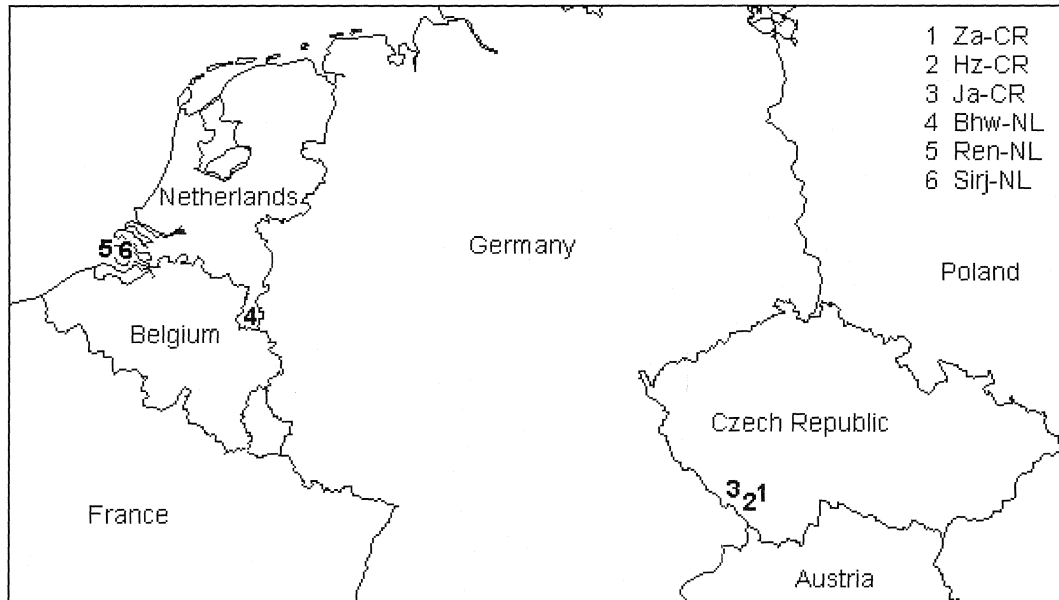 1 Za-CR
2 Hz-CR
3 Ja-CR
4 Bhw-NL
5 Ren-NL
6 Sirj-NL
Netherlands
5 6
Germany
Poland
4
Belgium
Czech Republic
3 2 1
France
Austria